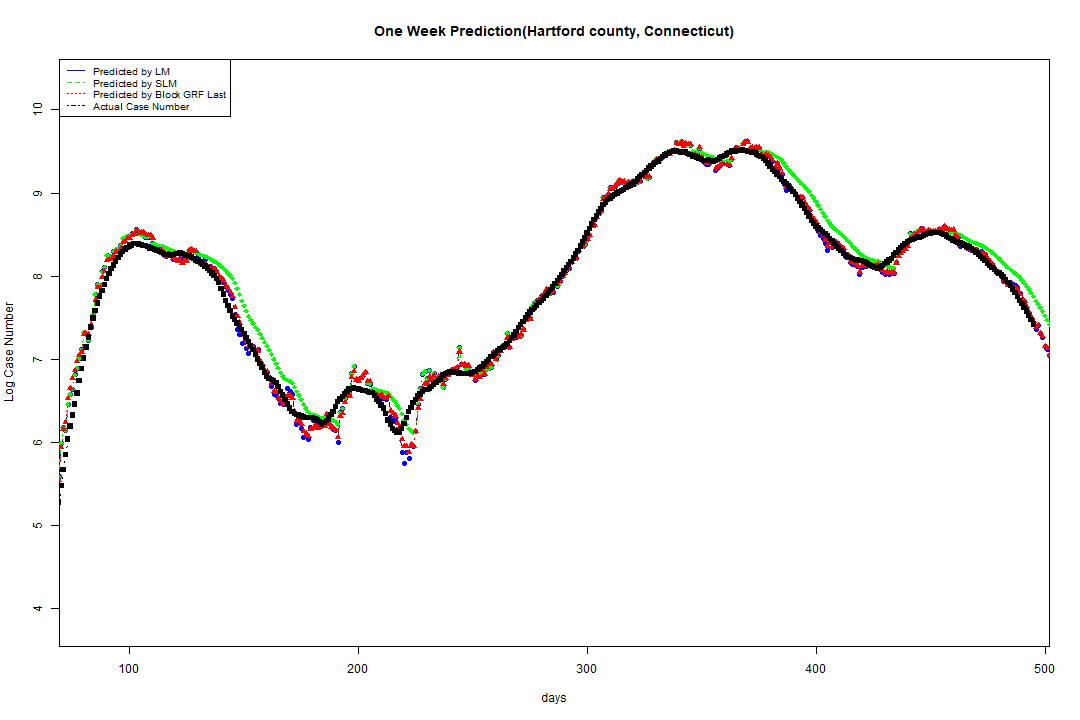 One Week Prediction(Hartford county, Connecticut)
Predicted by LM
Predicted by SLM
Predicted by Block GRF Last
Actual Case Number
10
9
8
7
6
5
4
Log Case Number
100 200 300 400 500
days